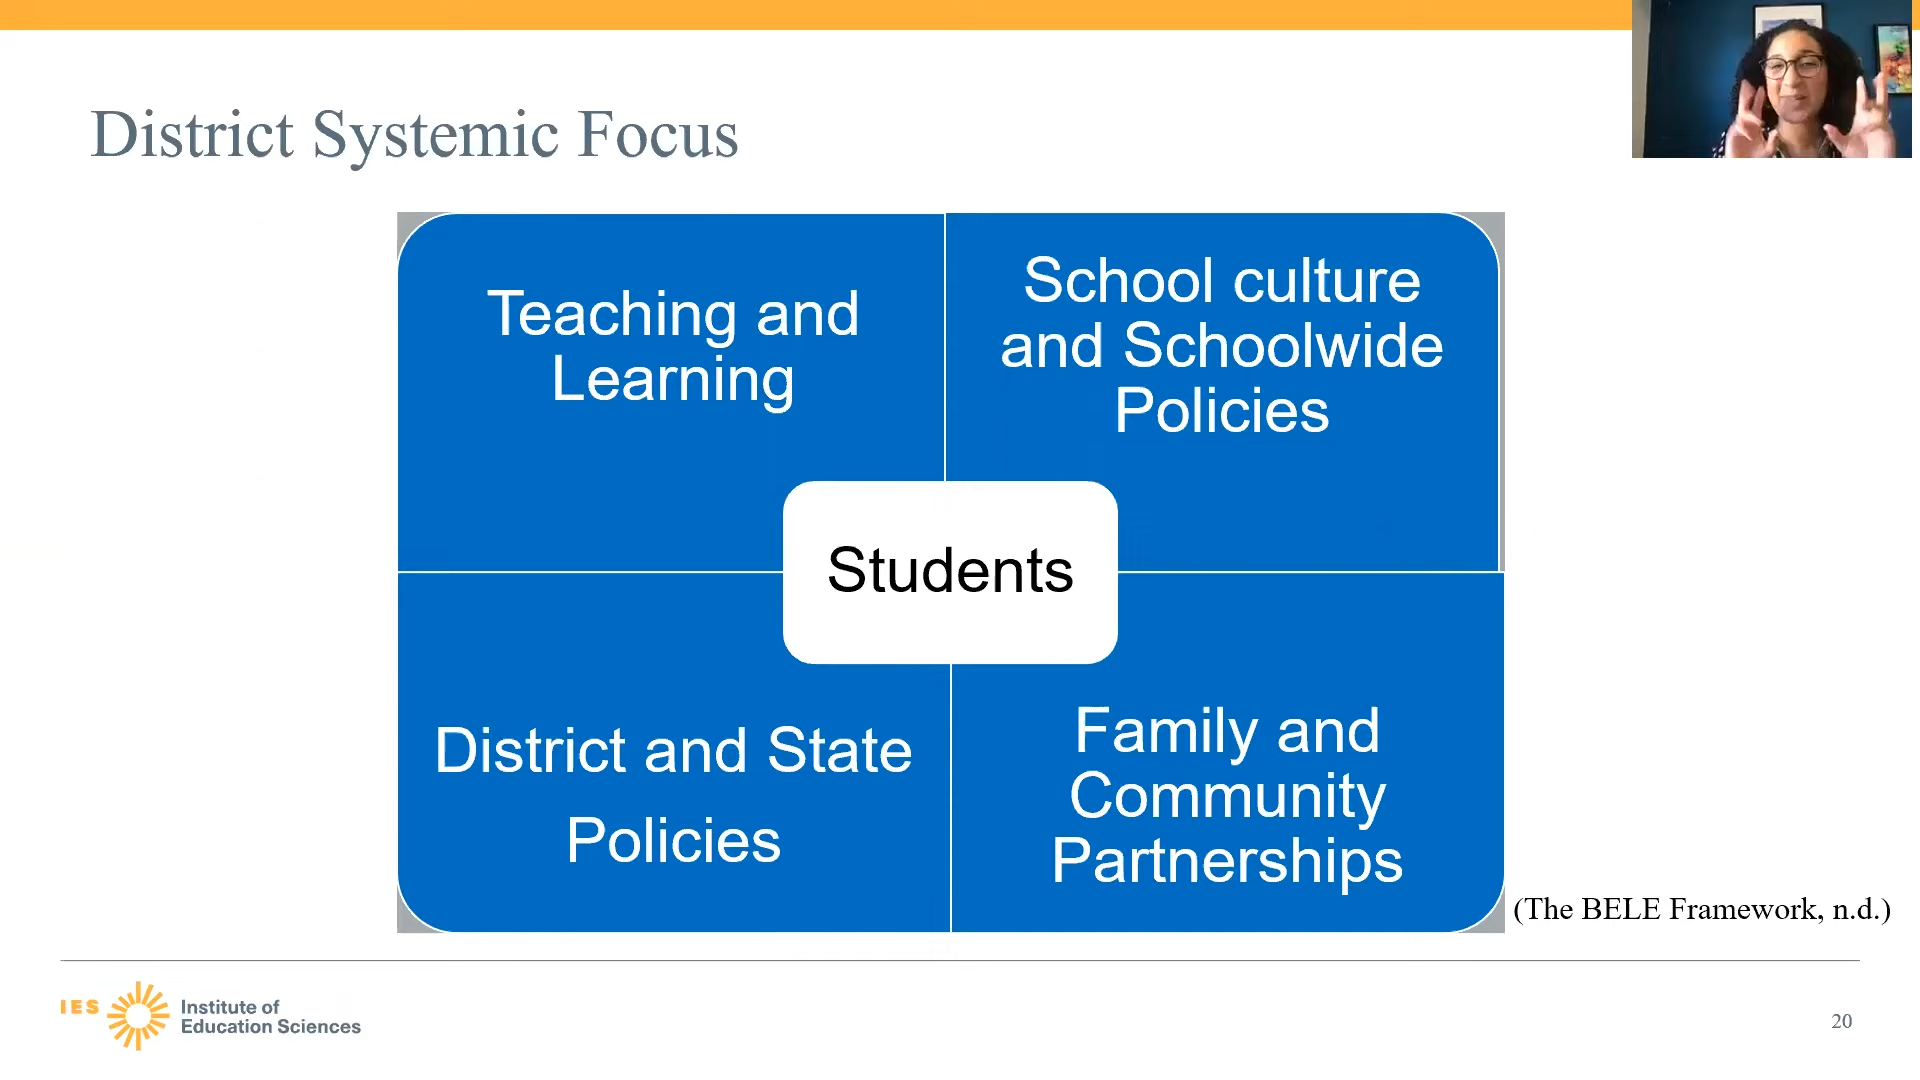 District Systemic Focus
Teaching and
Learning
School culture
and Schoolwide
Policies
Students
District and State
Policies
Family and
Community
Partnerships
(The BELE Framework, n.d.)
IES
Institute of
Education Sciences
20